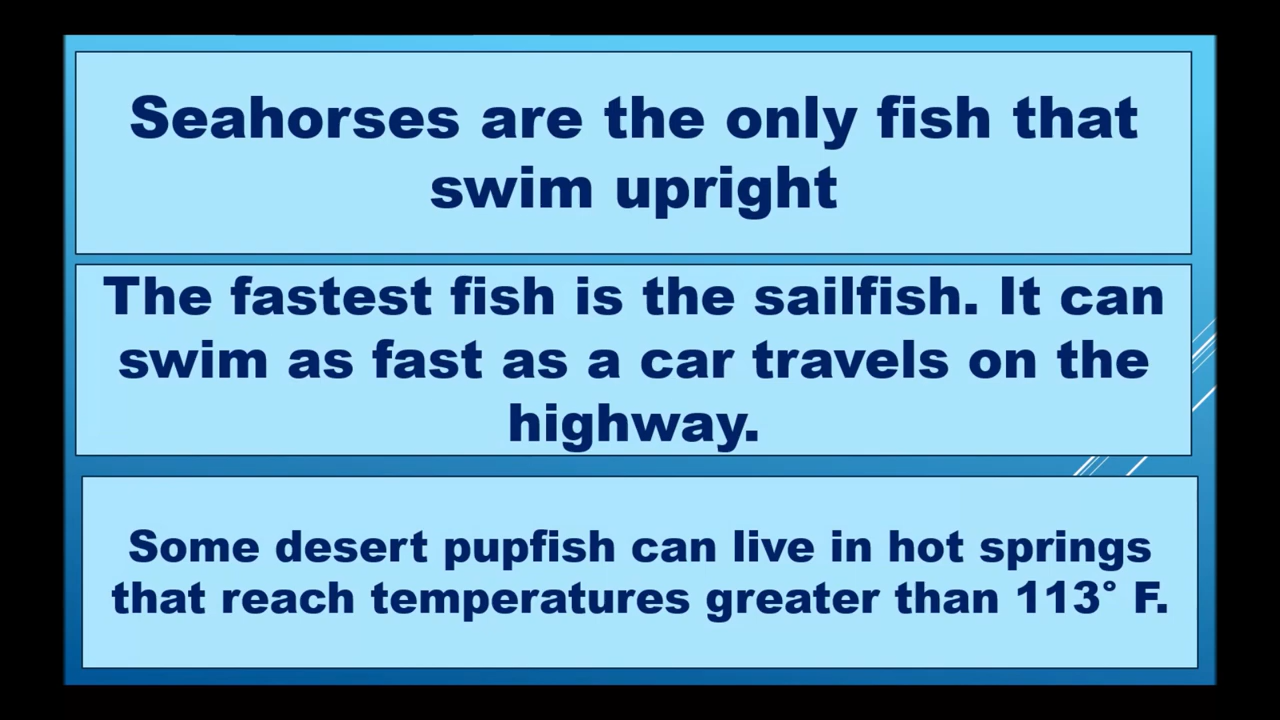 Seahorses are the only fish that
swim upright
The fastest fish is the sailfish. It can
swim as fast as a car travels on the
highway.
Some desert pupfish can live in hot springs
that reach temperatures greater than 113° F.